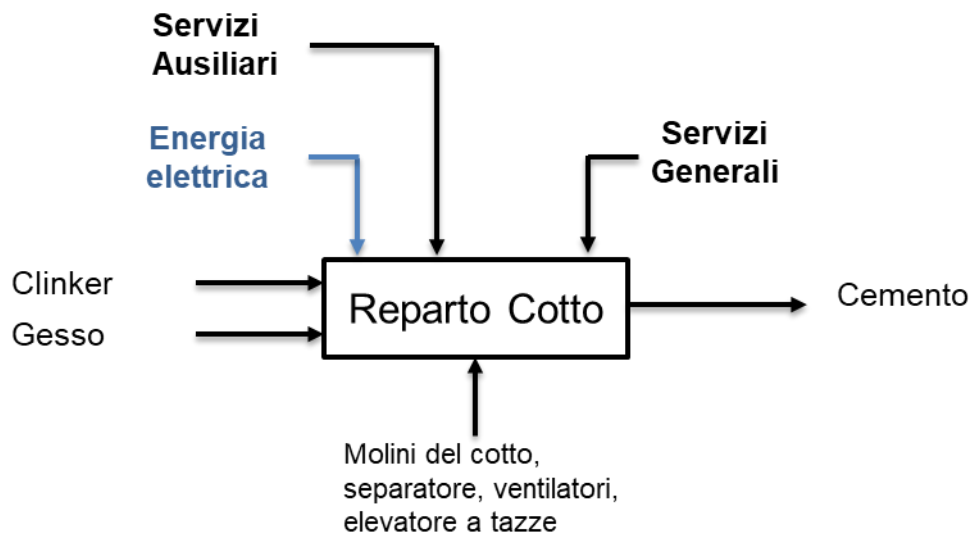 Servizi
Ausiliari
Energia
elettrica
Servizi
Generali
Clinker
Gesso
Reparto Cotto
Cemento
Molini del cotto,
separatore, ventilatori,
elevatore a tazze